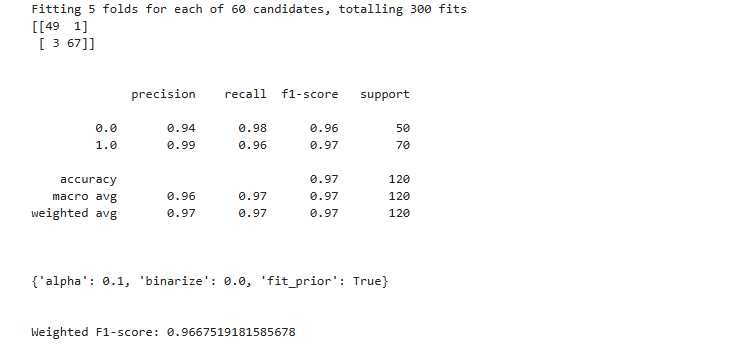 Fitting 5 folds for each of 60 candidates, totalling 300 fits
[[49  1]
 [ 3 67]]
precision    recall  f1-score   support
0.0       0.94      0.98      0.96        50
1.0       0.99      0.96      0.97        70
accuracy                           0.97       120
macro avg       0.96      0.97      0.97       120
weighted avg       0.97      0.97      0.97       120
{'alpha': 0.1, 'binarize': 0.0, 'fit_prior': True}
Weighted F1-score: 0.9667519181585678